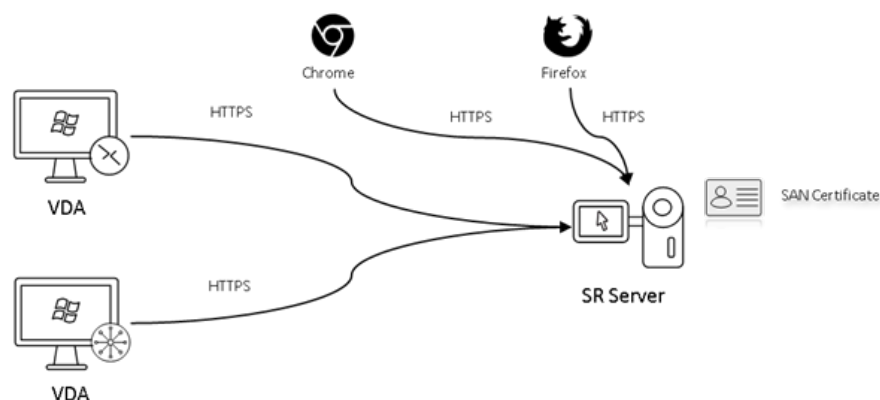 Chrome
Firefox
HTTPS
HTTPS
HTTPS
VDA
SAN Certificate
HTTPS
SR Server
VDA